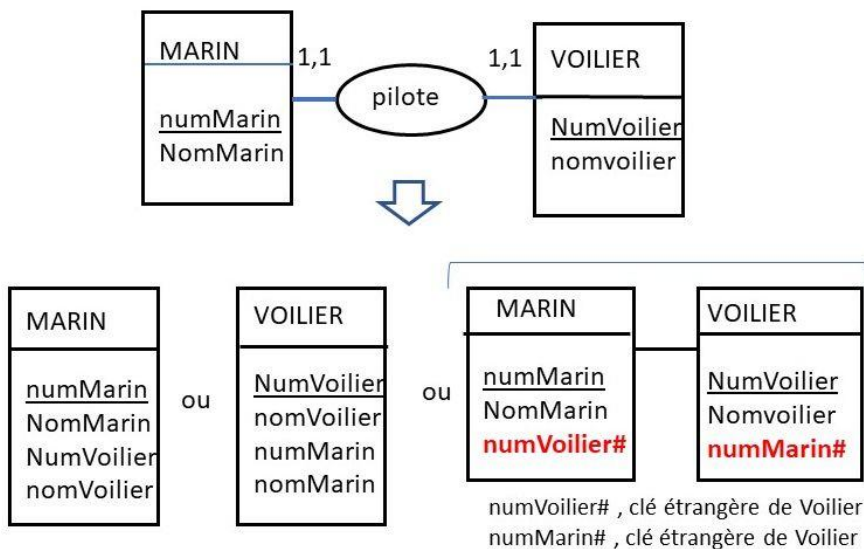 MARIN
1,1
1,1
VOILIER
pilote
numMarin
NomMarin
NumVoilier
nomvoilier
MARIN
numMarin
NomMarin
NumVoilier
nomVoilier
ou
VOILIER
NumVoilier
nomVoilier
numMarin
nomMarin
ou
MARIN
numMarin
NomMarin
numVoilier#
VOILIER
NumVoilier
Nomvoilier
numMarin#
numVoilier# , clé étrangère de Voilier
numMarin# , clé étrangère de Voilier